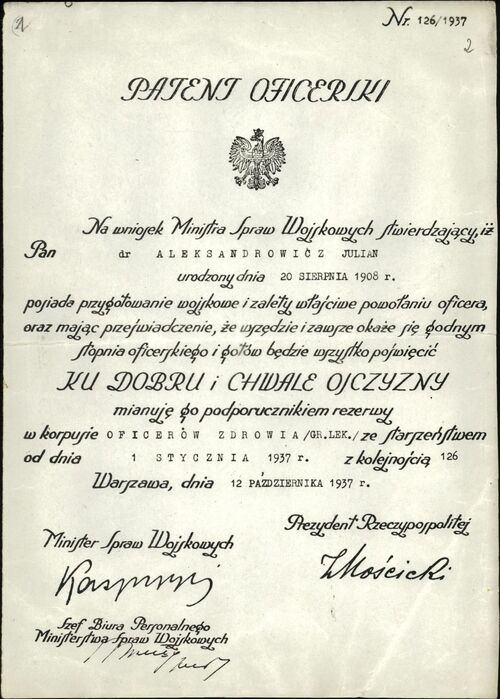 Nr. 126/1937
2
PATENT OFICERSKI
Na wniosek Ministra Spraw Wojskowych stwierdzający, iż
Pan dr ALEKSANDROWICZ JULIAN
urodzony dnia 20 SIERPNIA 1908 r.
posiada przygotowanie wojskowe i zalety właściwe powołaniu oficera,
oraz mając przeświadczenie, że wszędzie i zawsze okaże się godnym
stopnia oficerskiego i gotów będzie wszystko poświęcić
KU DOBRU i CHWALE OJCZYZNY
mianuję go podporucznikiem rezerwy
w korpusie OFICERÓW ZDROWIA/GR.LEK./ ze starszeństwem
od dnia 1 STYCZNIA 1937 r. z kolejnością 126
Warszawa, dnia 12 PAŹDZIERNIKA 1937 r.
Prezydent Rzeczypospolitej
Minister Spraw Wojskowych
I Mościcki
Kasprzycki
Szef Biura Personalnego
Ministerstwa Spraw Wojskowych